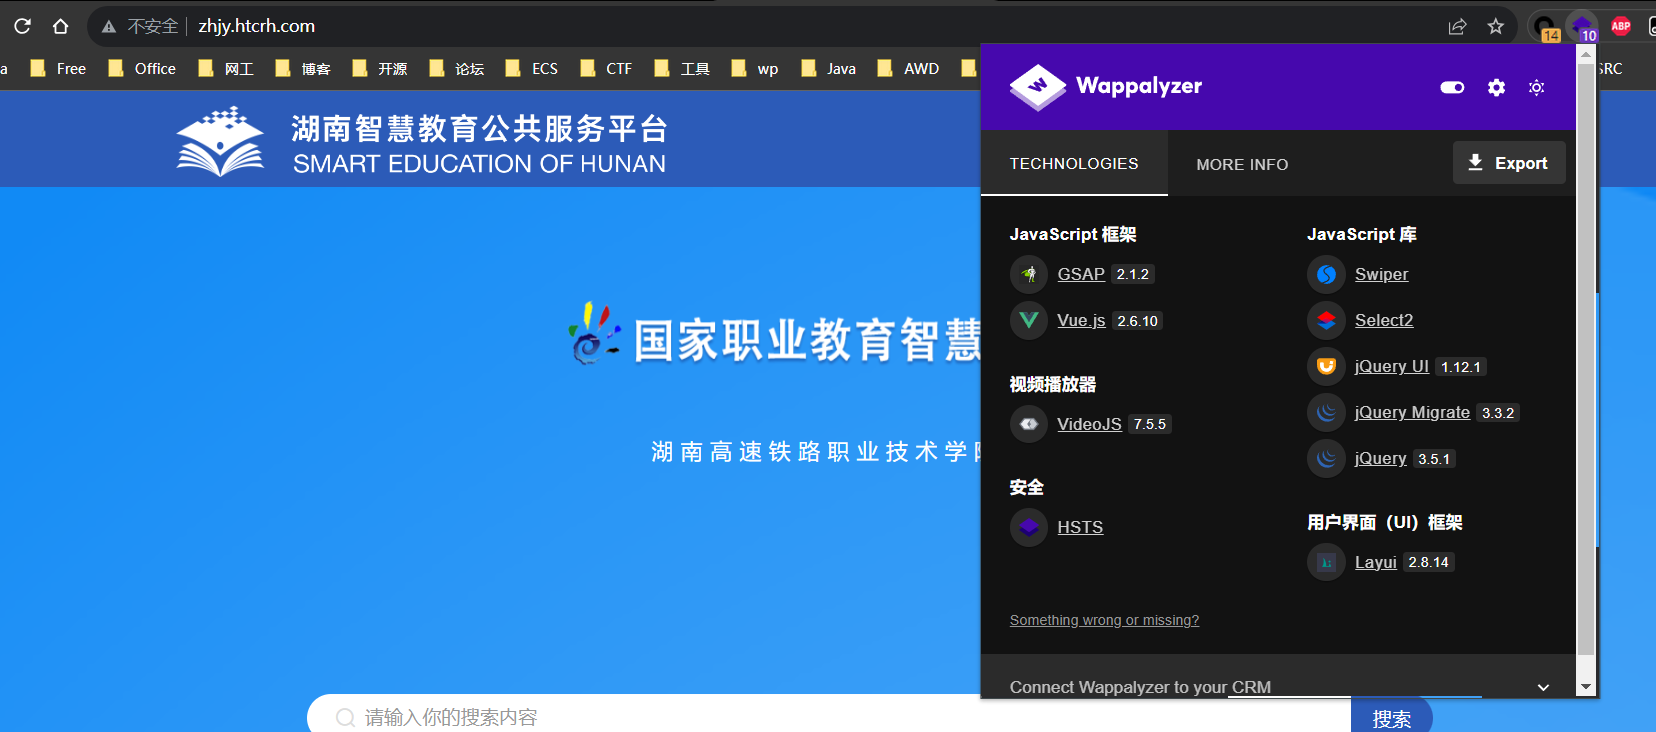 不安全 zhjy.htcrh.com
14
10
ABP
a Free Office 网工 博客 开源 论坛 ECS CTF 工具 wp Java AWD SRC
湖南智慧教育公共服务平台
SMART EDUCATION OF HUNAN
国家职业教育智慧
湖南高速铁路职业技术学
请输入你的搜索内容
搜索
Wappalyzer
TECHNOLOGIES
MORE INFO
Export
JavaScript 框架
GSAP 2.1.2
Vue.js 2.6.10
视频播放器
VideoJS 7.5.5
安全
HSTS
JavaScript 库
Swiper
Select2
jQuery UI 1.12.1
jQuery Migrate 3.3.2
jQuery 3.5.1
用户界面（UI）框架
Layui 2.8.14
Something wrong or missing?
Connect Wappalyzer to your CRM